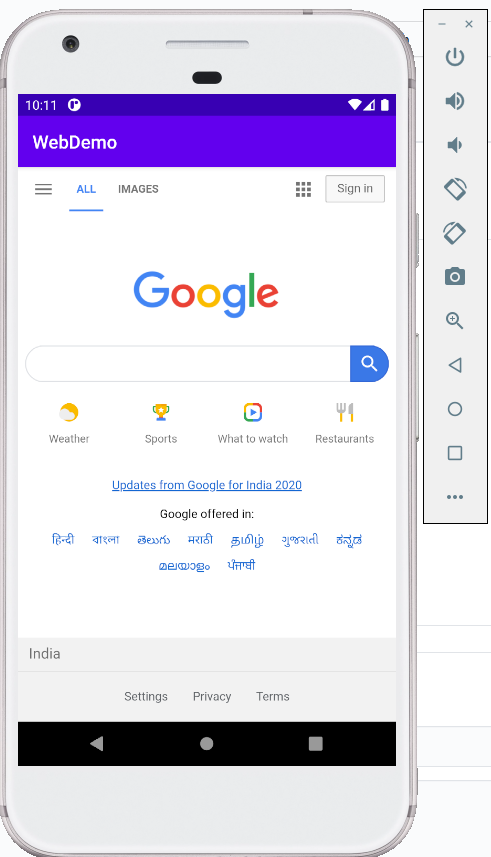 10:11
WebDemo
ALL IMAGES Sign in
Google
Weather Sports What to watch Restaurants
Updates from Google for India 2020
Google offered in:
हिन्दी বাংলা తెలుగు मराठी தமிழ் ગુજરાતી ಕನ್ನಡ
മലയാളം ਪੰਜਾਬੀ
India
Settings Privacy Terms